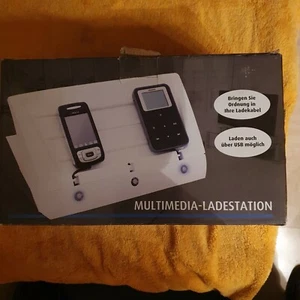 Bringen Sie
Ordnung in
Ihre Ladekabel
Laden auch
über USB möglich
MULTIMEDIA-LADESTATION